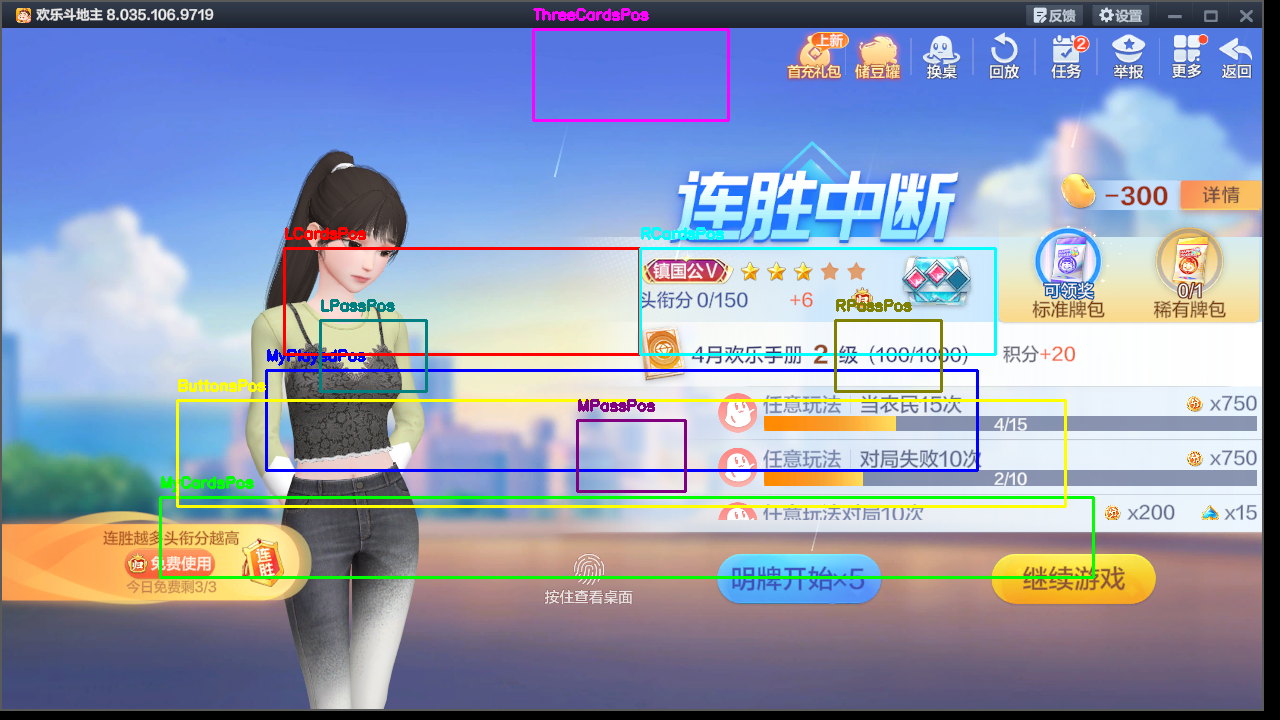 欢乐斗地主 8.035.106.9719
ThreeCardsPos
反馈
设置
上新
首充礼包
储豆罐
换桌
回放
2
任务
举报
更多
返回
连胜中断
-300
详情
LCardsPos
RCardsPos
镇国公V
头衔分 0/150
+6
可领奖
0/1
标准牌包
稀有牌包
LPassPos
RPassPos
MyPlayedPos
4月欢乐手册 2 级 (100/1080)
积分+20
ButtonsPos
MPassPos
任意玩法
当农民15次
x750
4/15
任意玩法
对局失败10次
x750
2/10
MyCardsPos
任意玩法对局10次
x200
x15
连胜越多头衔分越高
免费使用
今日免费剩3/3
连胜
按住查看桌面
明牌开始×5
继续游戏